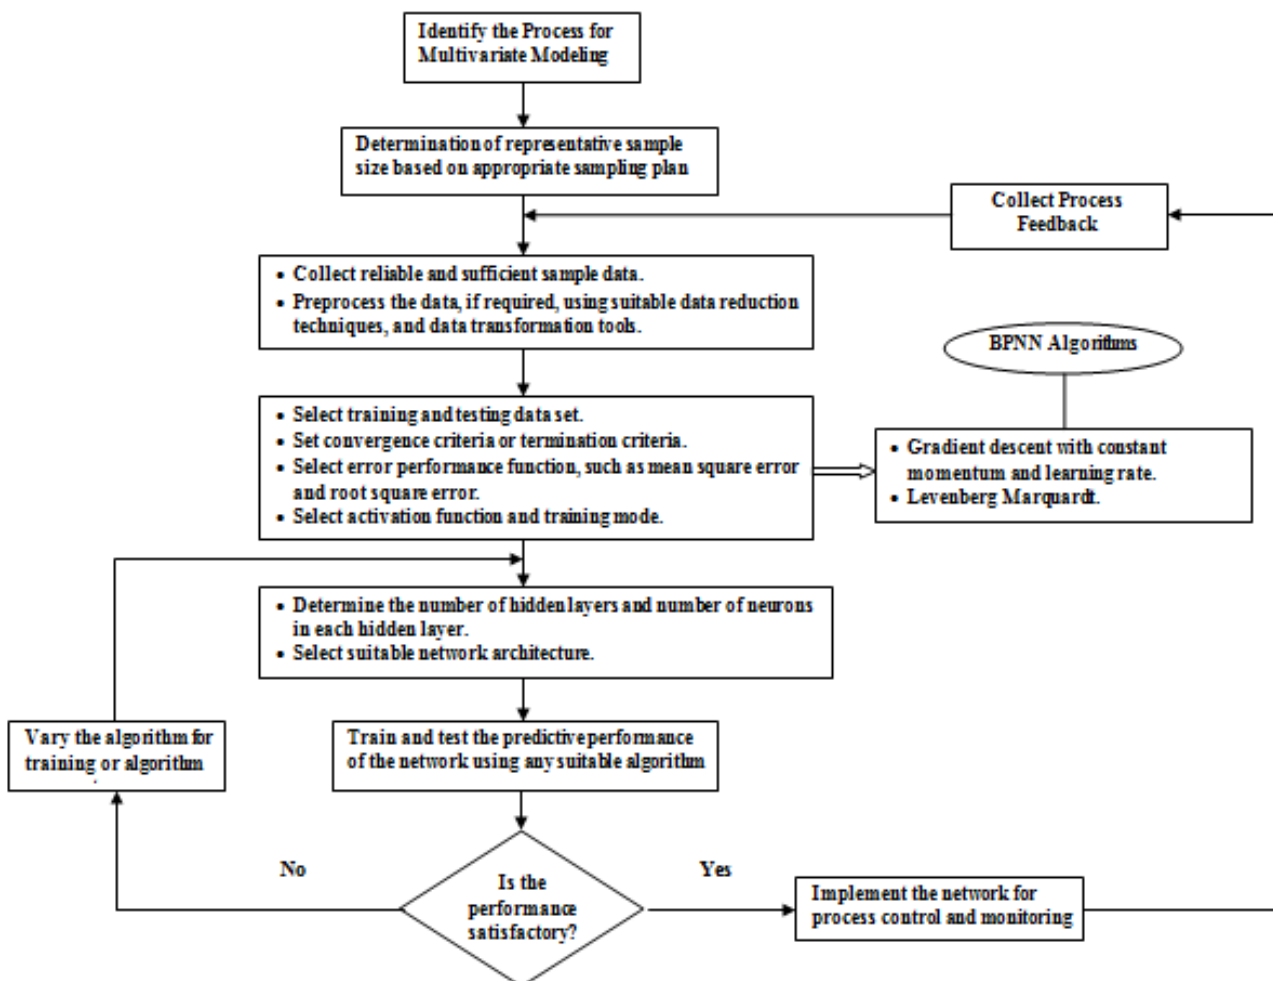 Identify the Process for
Multivariate Modeling
Determination of representative sample
size based on appropriate sampling plan
Collect Process
Feedback
• Collect reliable and sufficient sample data.
• Preprocess the data, if required, using suitable data reduction
techniques, and data transformation tools.
BPNN Algorithms
• Select training and testing data set.
• Set convergence criteria or termination criteria.
• Select error performance function, such as mean square error
and root square error.
• Select activation function and training mode.
• Gradient descent with constant
momentum and learning rate.
• Levenberg Marquardt.
• Determine the number of hidden layers and number of neurons
in each hidden layer.
• Select suitable network architecture.
Vary the algorithm for
training or algorithm
Train and test the predictive performance
of the network using any suitable algorithm
No
Is the
performance
satisfactory?
Yes
Implement the network for
process control and monitoring